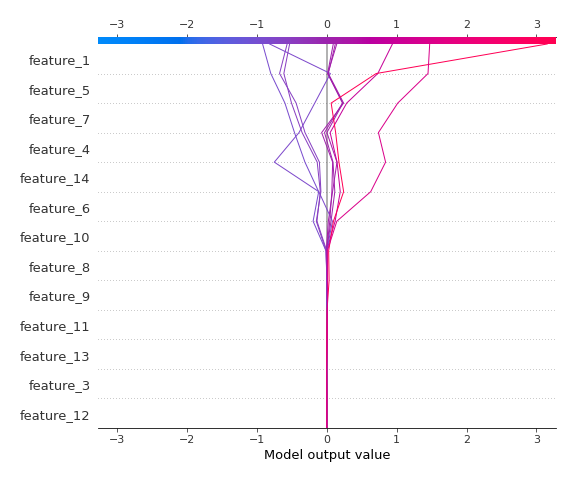 −3 −2 −1 0 1 2 3
feature_1
feature_5
feature_7
feature_4
feature_14
feature_6
feature_10
feature_8
feature_9
feature_11
feature_13
feature_3
feature_12
−3 −2 −1 0 1 2 3
Model output value